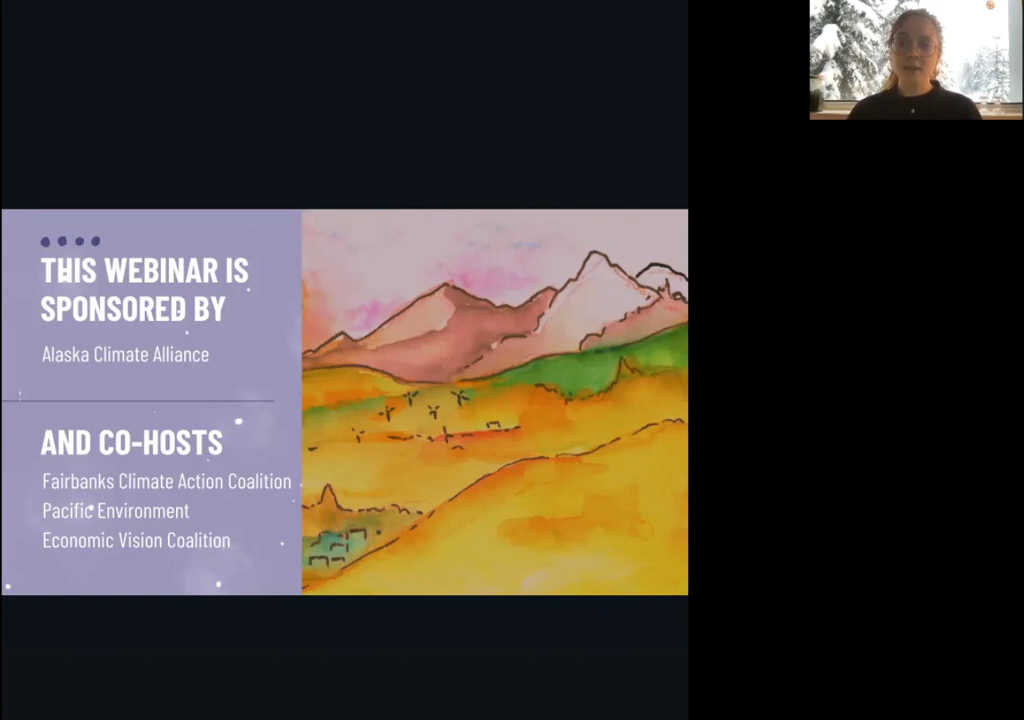 THIS WEBINAR IS
SPONSORED BY
Alaska Climate Alliance
AND CO-HOSTS
Fairbanks Climate Action Coalition
Pacific Environment
Economic Vision Coalition